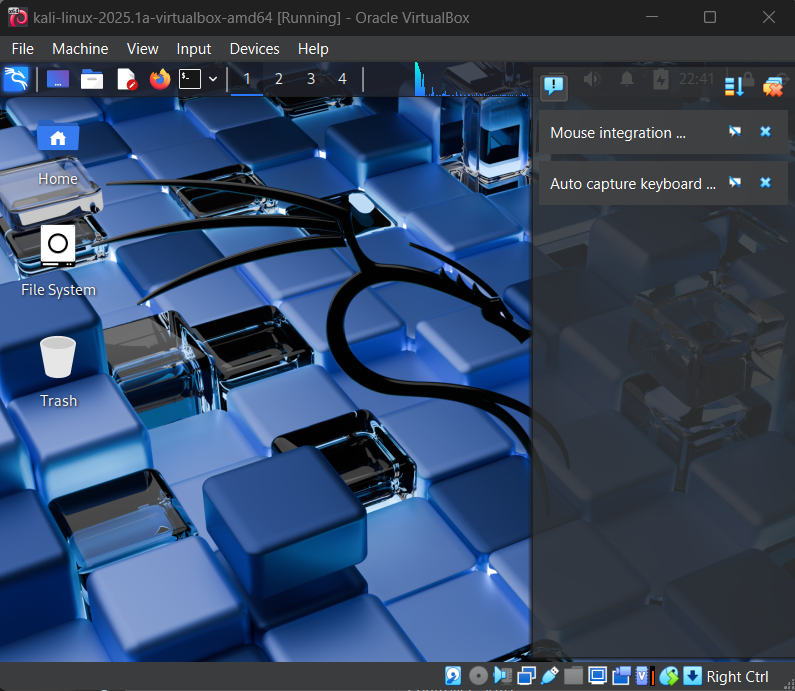 kali-linux-2025.1a-virtualbox-amd64 [Running] - Oracle VirtualBox
File Machine View Input Devices Help
1 2 3 4 22:41
Mouse integration ...
Auto capture keyboard ...
Home
File System
Trash
Right Ctrl